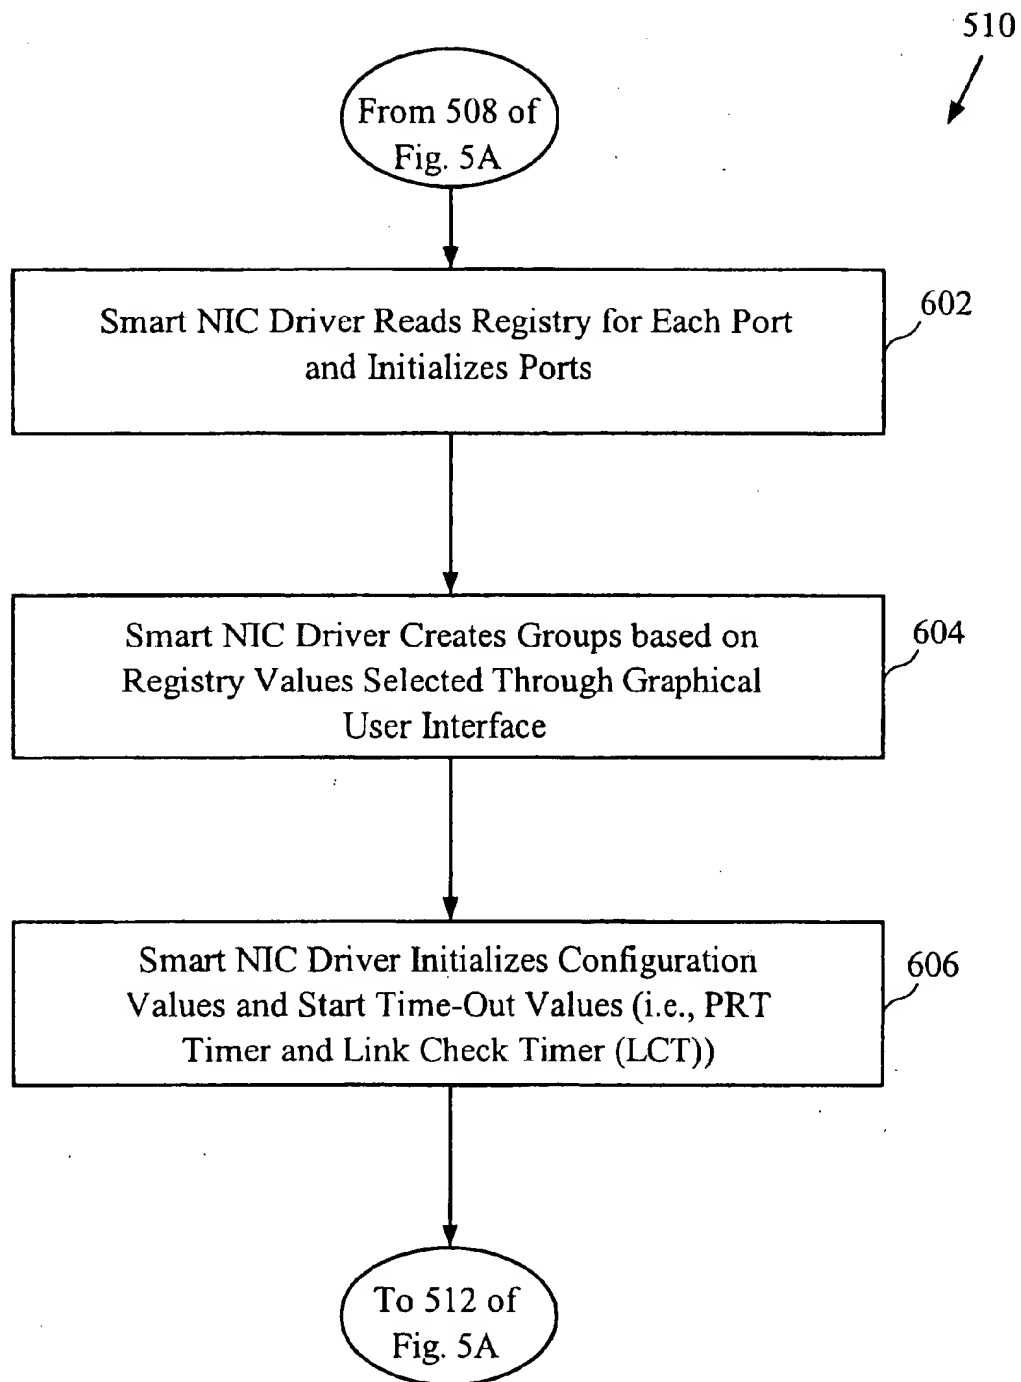 510
From 508 of
Fig. 5A
Smart NIC Driver Reads Registry for Each Port
and Initializes Ports
602
Smart NIC Driver Creates Groups based on
Registry Values Selected Through Graphical
User Interface
604
Smart NIC Driver Initializes Configuration
Values and Start Time-Out Values (i.e., PRT
Timer and Link Check Timer (LCT))
606
To 512 of
Fig. 5A